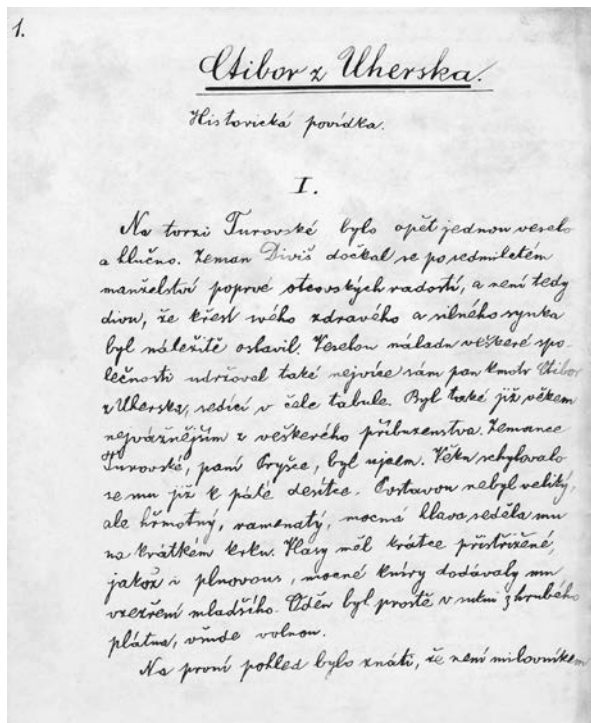 1.
Ctibor z Uherska.
Historická povídka.
I.
Na tvrzi Turovské bylo opět jednou veselo
a hlučno. Zeman Diviš dočkal se po sedmiletém
manželství poprvé otcovských radostí, a není tedy
divu, že křest svého zdravého a silného synka
byl náležitě oslavil. Veselou náladu veškeré spo-
lečnosti udržoval také nejvíce sám pan kmotr Ctibor
z Uherska, sedící v čele tabule. Byl také již věkem
nejvážnějším z veškerého příbuzenstva. Zemance
Turovské, paní Gryšce, byl ujcem. Věku schylovalo
se mu již k páté desítce. Postavou nebyl veliký,
ale hřmotný, ramenatý, mocná hlava seděla mu
na krátkém krku. Vlasy měl krátce přistřižené,
jakož i plnovous, mocné kníry dodávaly mu
vzezření mladšího. Oděn byl prostě v sukni z hrubého
plátna, všude volnou.
Na první pohled bylo znáti, že není milovníkem